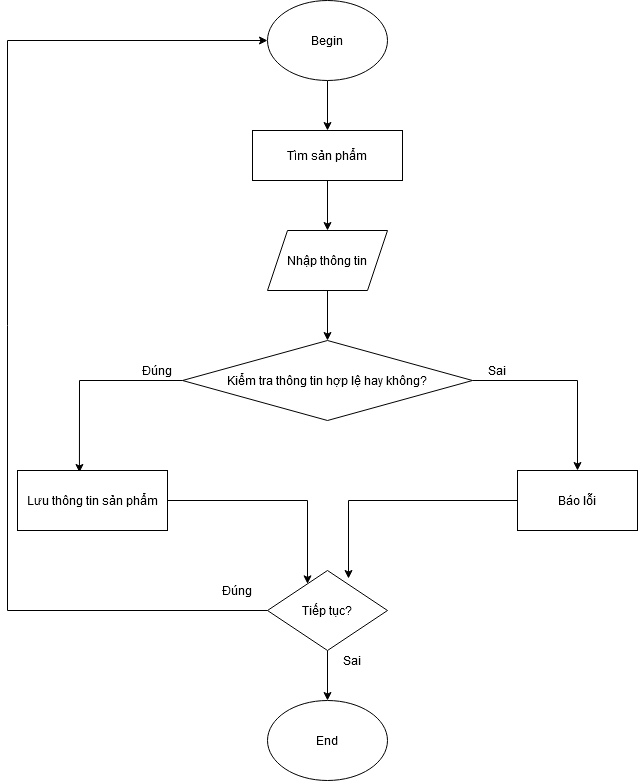 Begin
Tìm sản phẩm
Nhập thông tin
Kiểm tra thông tin hợp lệ hay không?
Đúng
Sai
Lưu thông tin sản phẩm
Báo lỗi
Đúng
Tiếp tục?
Sai
End